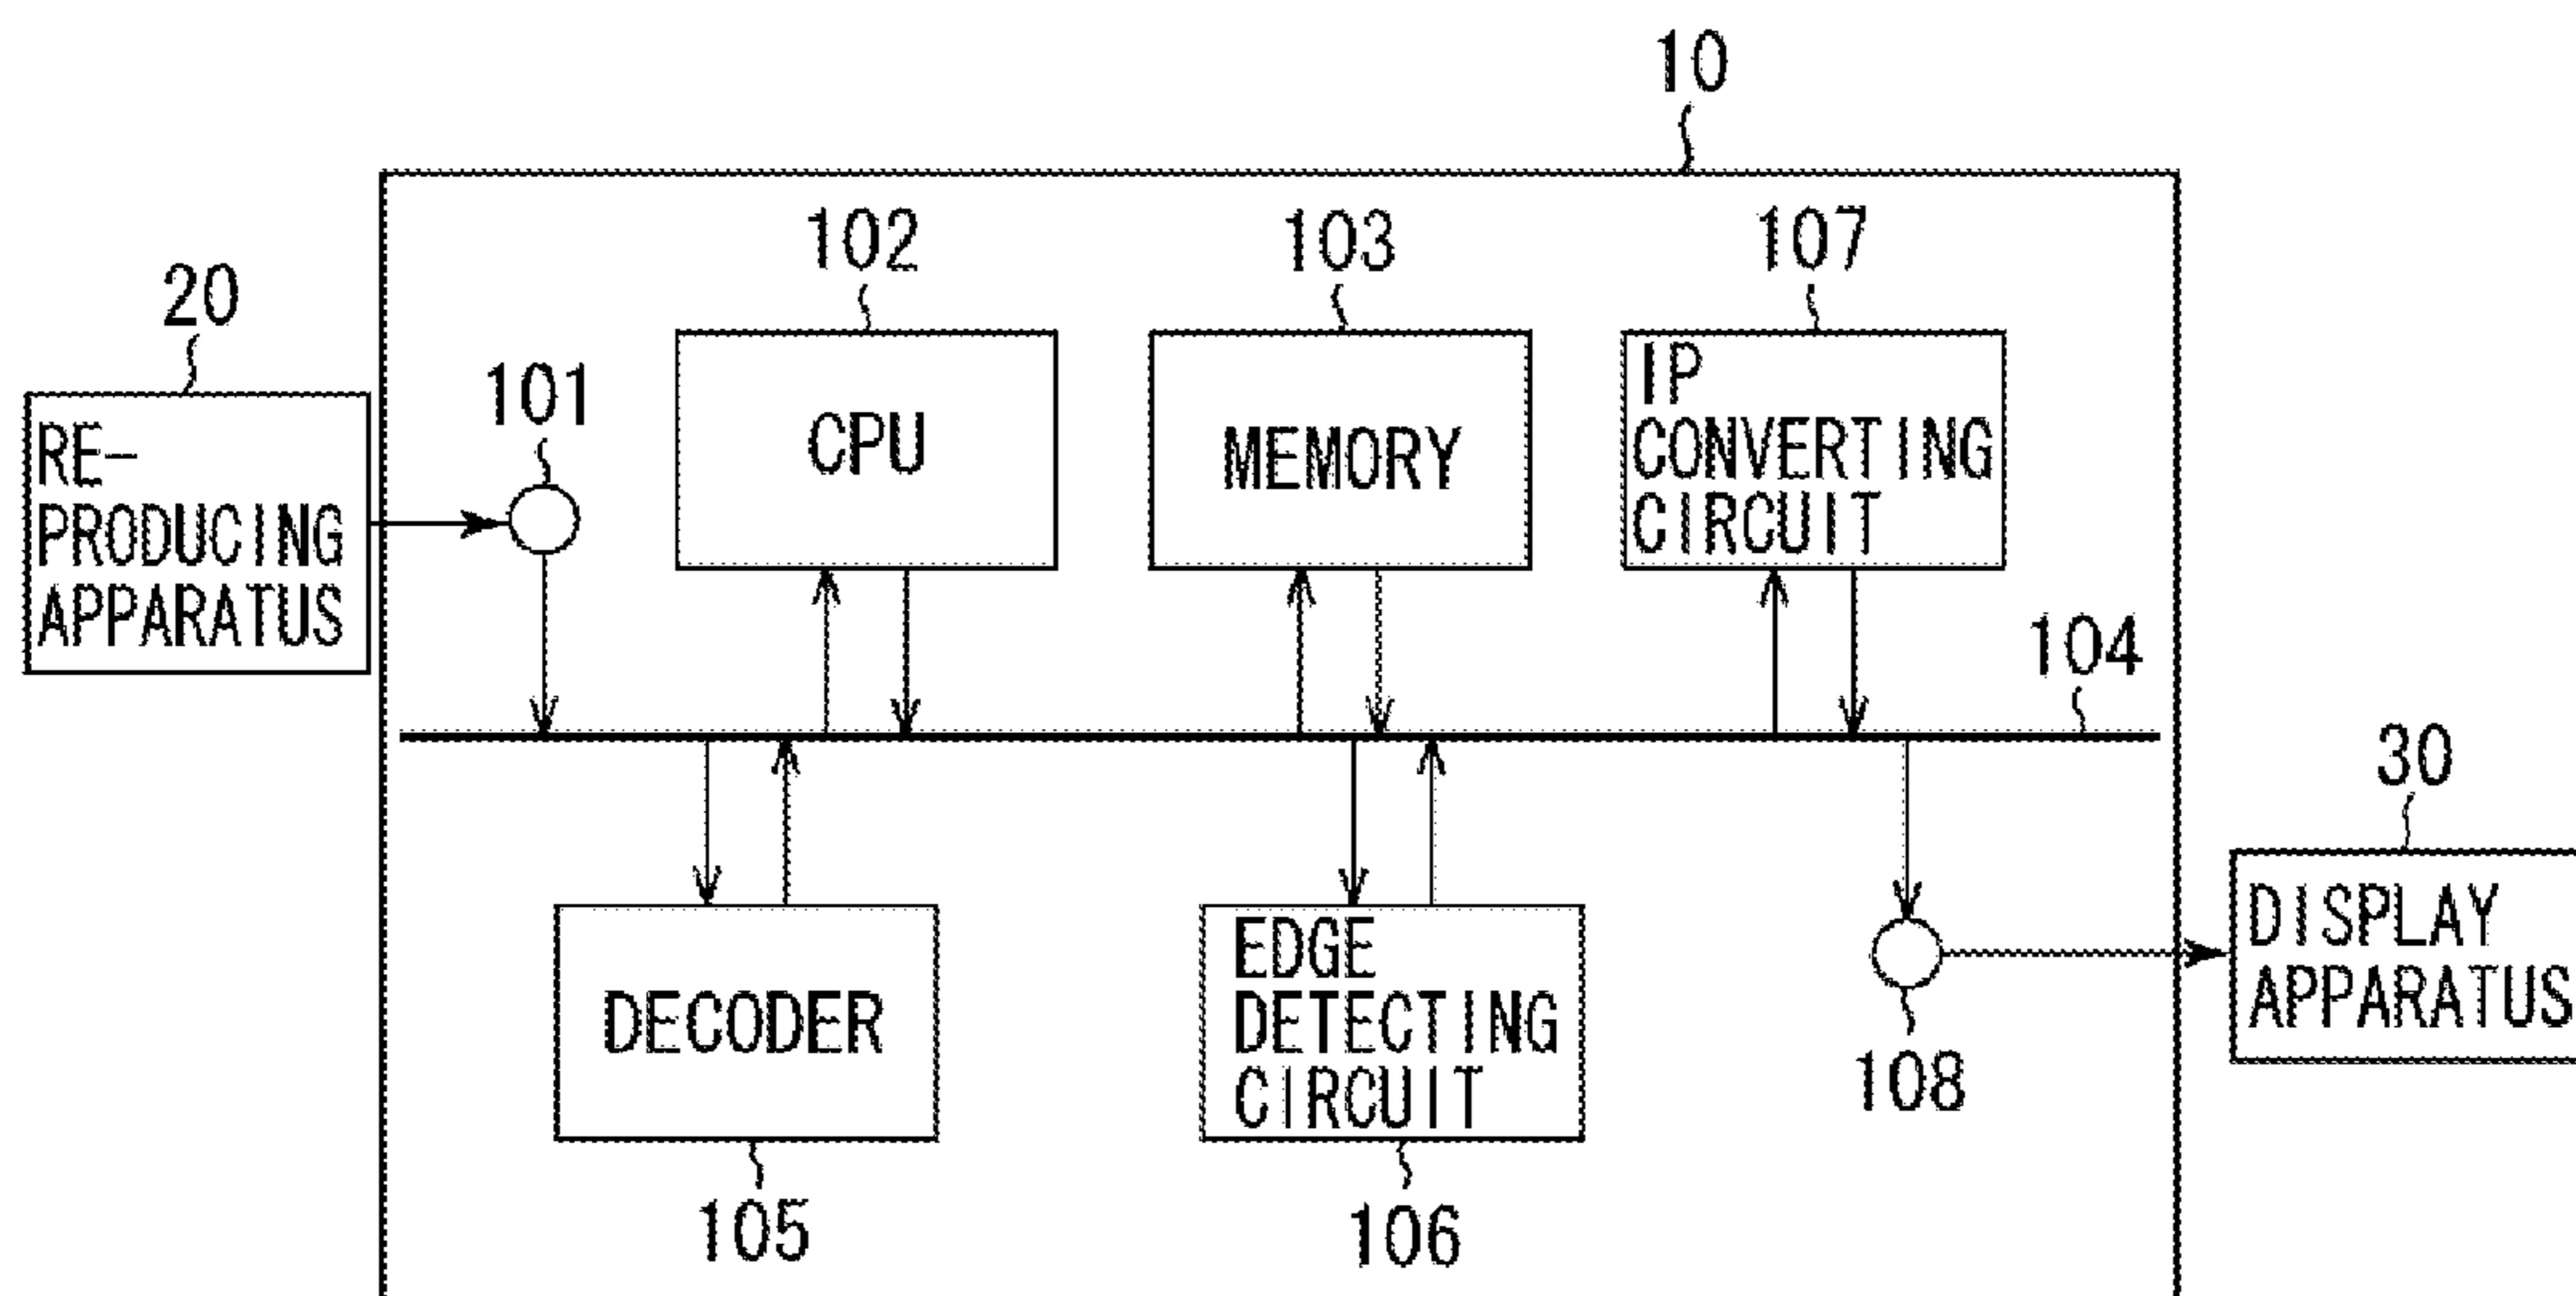 10
102
103
107
20
101
RE-
PRODUCING
APPARATUS
CPU
MEMORY
IP
CONVERTING
CIRCUIT
104
30
DECODER
EDGE
DETECTING
CIRCUIT
DISPLAY
APPARATUS
108
105
106